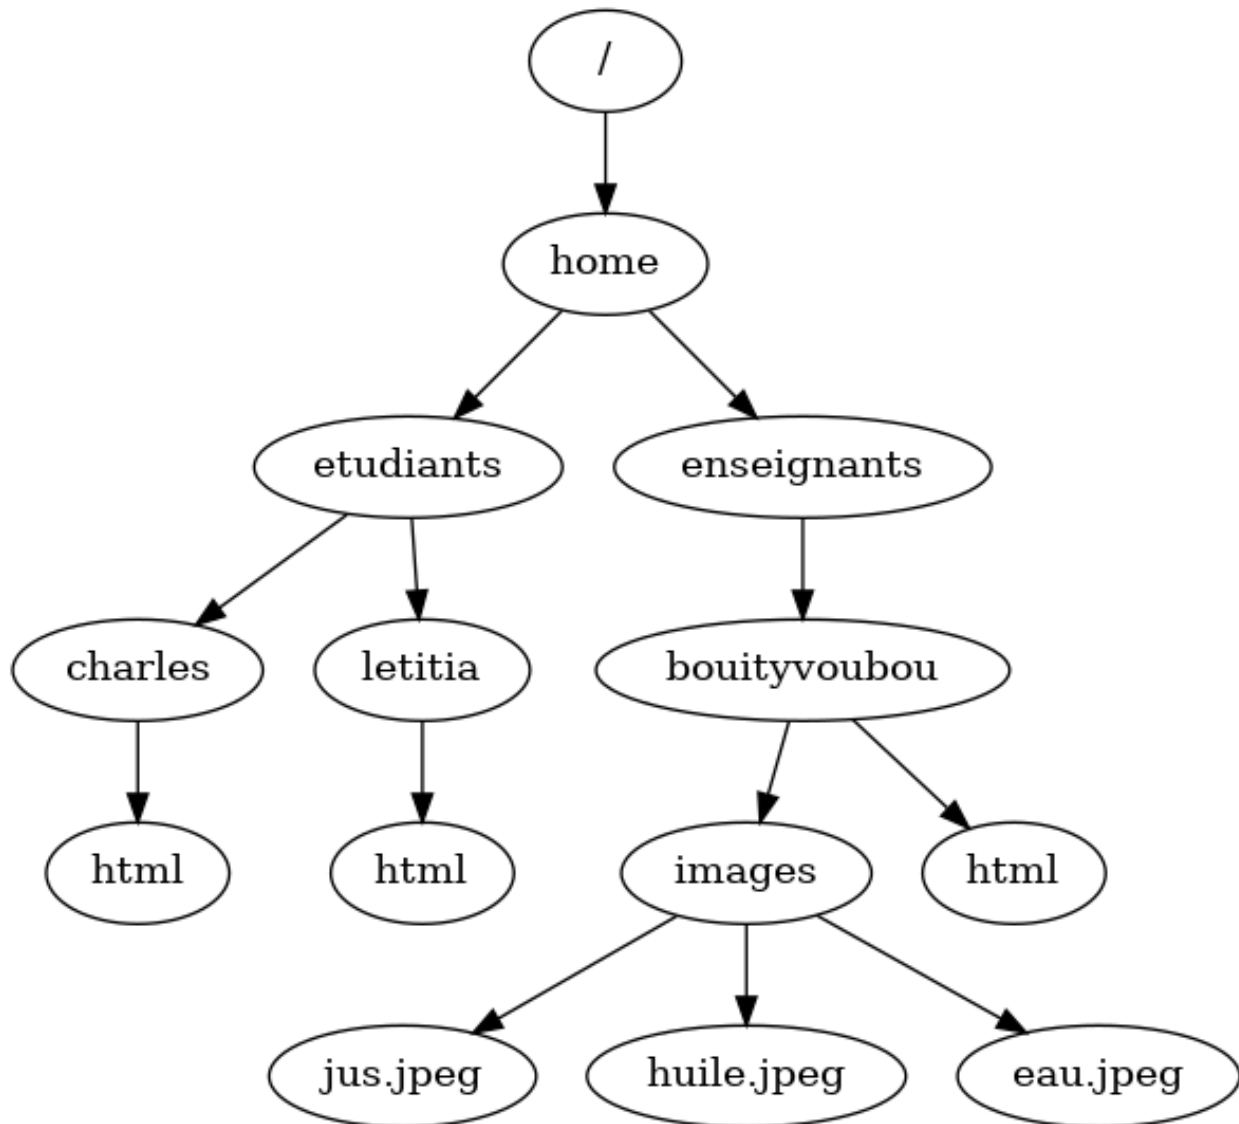 /
home
etudiants
enseignants
charles
letitia
bouityvoubou
html
html
images
html
jus.jpeg
huile.jpeg
eau.jpeg